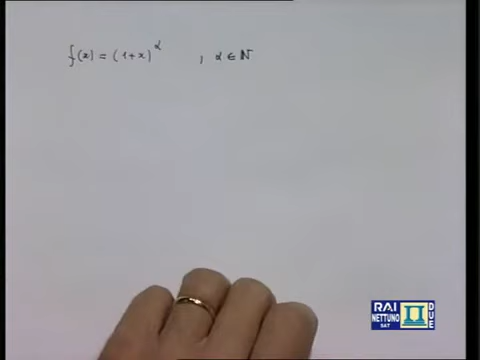 f(x) = (1+x)^α , α ∈ ℕ
RAI
NETTUNO
SAT
DUE